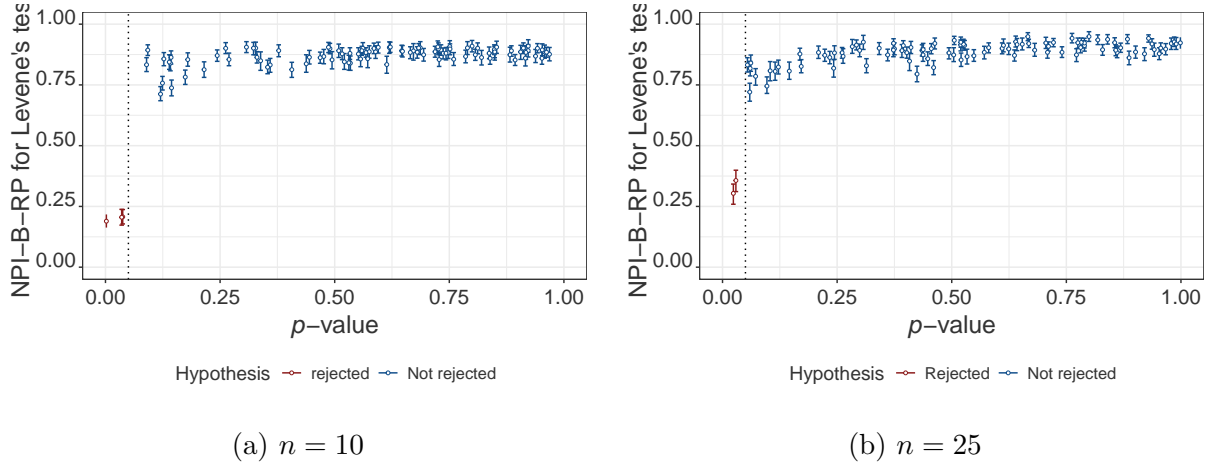 NPI−B−RP for Levene's tes
1.00
0.75
0.50
0.25
0.00
0.00 0.25 0.50 0.75 1.00
p−value
Hypothesis rejected Not rejected
(a) n = 10
NPI−B−RP for Levene's tes
1.00
0.75
0.50
0.25
0.00
0.00 0.25 0.50 0.75 1.00
p−value
Hypothesis Rejected Not rejected
(b) n = 25